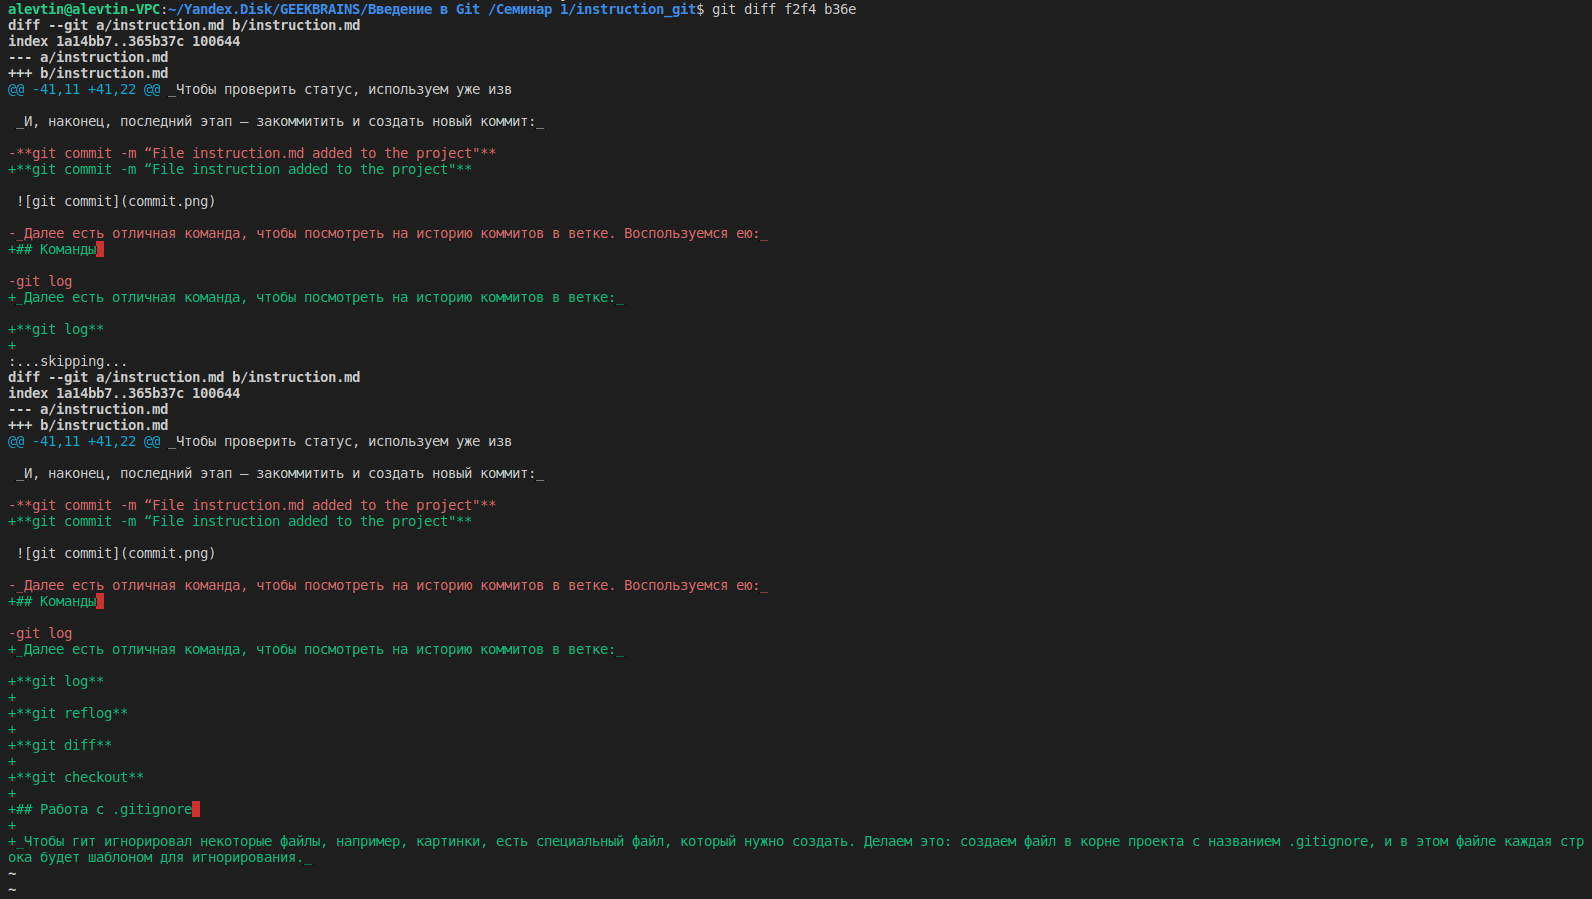 alevtin@alevtin-VPC:~/Yandex.Disk/GEEKBRAINS/Введение в Git /Семинар 1/instruction_git$ git diff f2f4 b36e
diff --git a/instruction.md b/instruction.md
index 1a14bb7..365b37c 100644
--- a/instruction.md
+++ b/instruction.md
@@ -41,11 +41,22 @@ _Чтобы проверить статус, используем уже изв
_И, наконец, последний этап – закоммитить и создать новый коммит:_
-**git commit -m “File instruction.md added to the project"**
+**git commit -m “File instruction added to the project"**
![git commit](commit.png)
-_Далее есть отличная команда, чтобы посмотреть на историю коммитов в ветке. Воспользуемся ею:_
+## Команды
-git log
+_Далее есть отличная команда, чтобы посмотреть на историю коммитов в ветке:_
+**git log**
+
:...skipping...
diff --git a/instruction.md b/instruction.md
index 1a14bb7..365b37c 100644
--- a/instruction.md
+++ b/instruction.md
@@ -41,11 +41,22 @@ _Чтобы проверить статус, используем уже изв
_И, наконец, последний этап – закоммитить и создать новый коммит:_
-**git commit -m “File instruction.md added to the project"**
+**git commit -m “File instruction added to the project"**
![git commit](commit.png)
-_Далее есть отличная команда, чтобы посмотреть на историю коммитов в ветке. Воспользуемся ею:_
+## Команды
-git log
+_Далее есть отличная команда, чтобы посмотреть на историю коммитов в ветке:_
+**git log**
+
+**git reflog**
+
+**git diff**
+
+**git checkout**
+
+## Работа с .gitignore
+
+_Чтобы гит игнорировал некоторые файлы, например, картинки, есть специальный файл, который нужно создать. Делаем это: создаем файл в корне проекта с названием .gitignore, и в этом файле каждая стр
ока будет шаблоном для игнорирования._
~
~